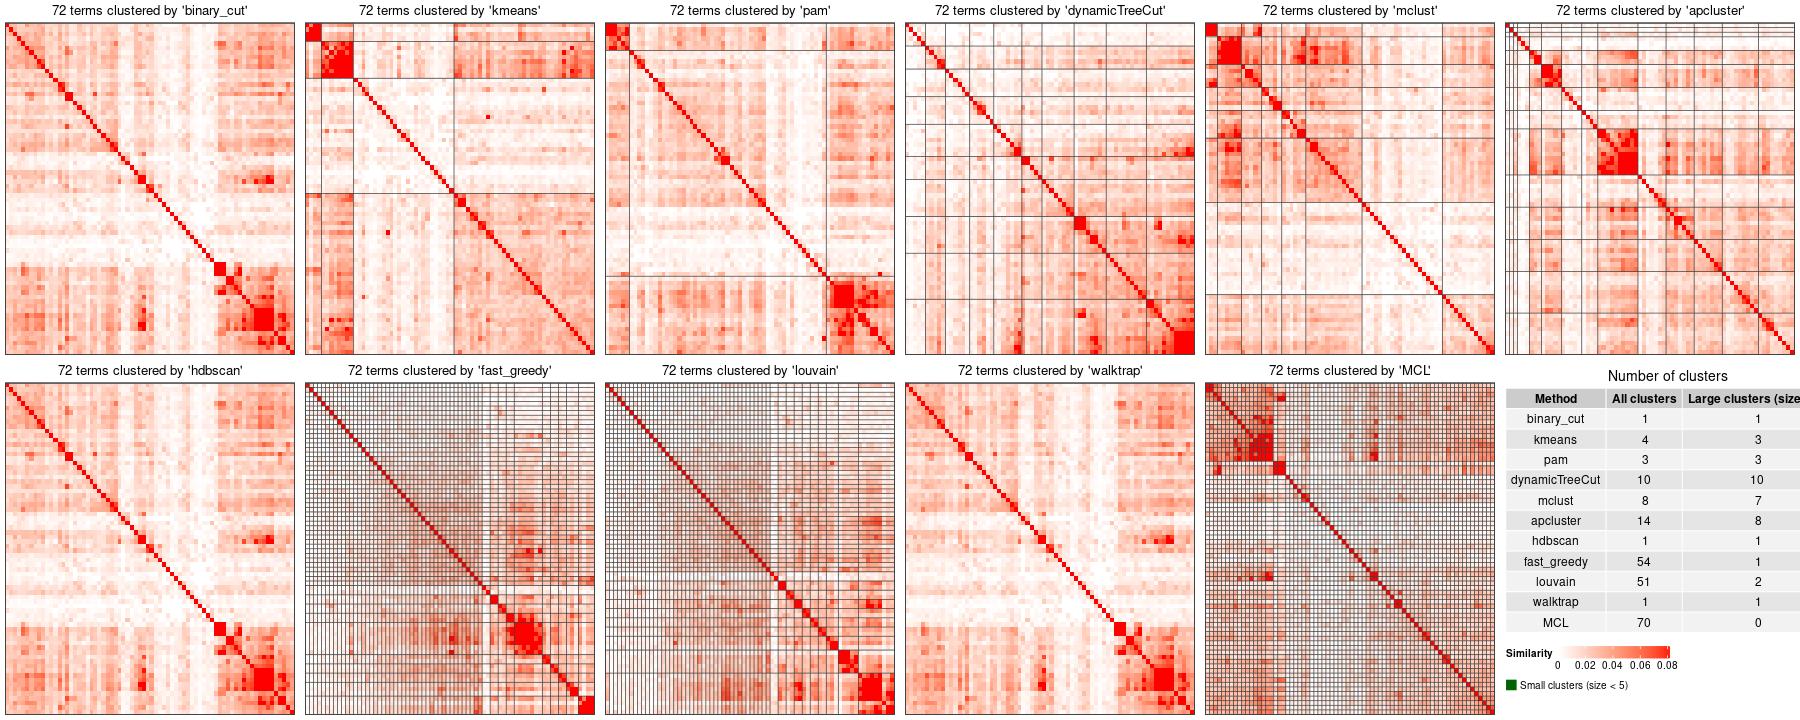 72 terms clustered by 'binary_cut'
72 terms clustered by 'kmeans'
72 terms clustered by 'pam'
72 terms clustered by 'dynamicTreeCut'
72 terms clustered by 'mclust'
72 terms clustered by 'apcluster'
72 terms clustered by 'hdbscan'
72 terms clustered by 'fast_greedy'
72 terms clustered by 'louvain'
72 terms clustered by 'walktrap'
72 terms clustered by 'MCL'
Number of clusters
Method All clusters Large clusters (size
binary_cut 1 1
kmeans 4 3
pam 3 3
dynamicTreeCut 10 10
mclust 8 7
apcluster 14 8
hdbscan 1 1
fast_greedy 54 1
louvain 51 2
walktrap 1 1
MCL 70 0
Similarity
0 0.02 0.04 0.06 0.08
Small clusters (size < 5)